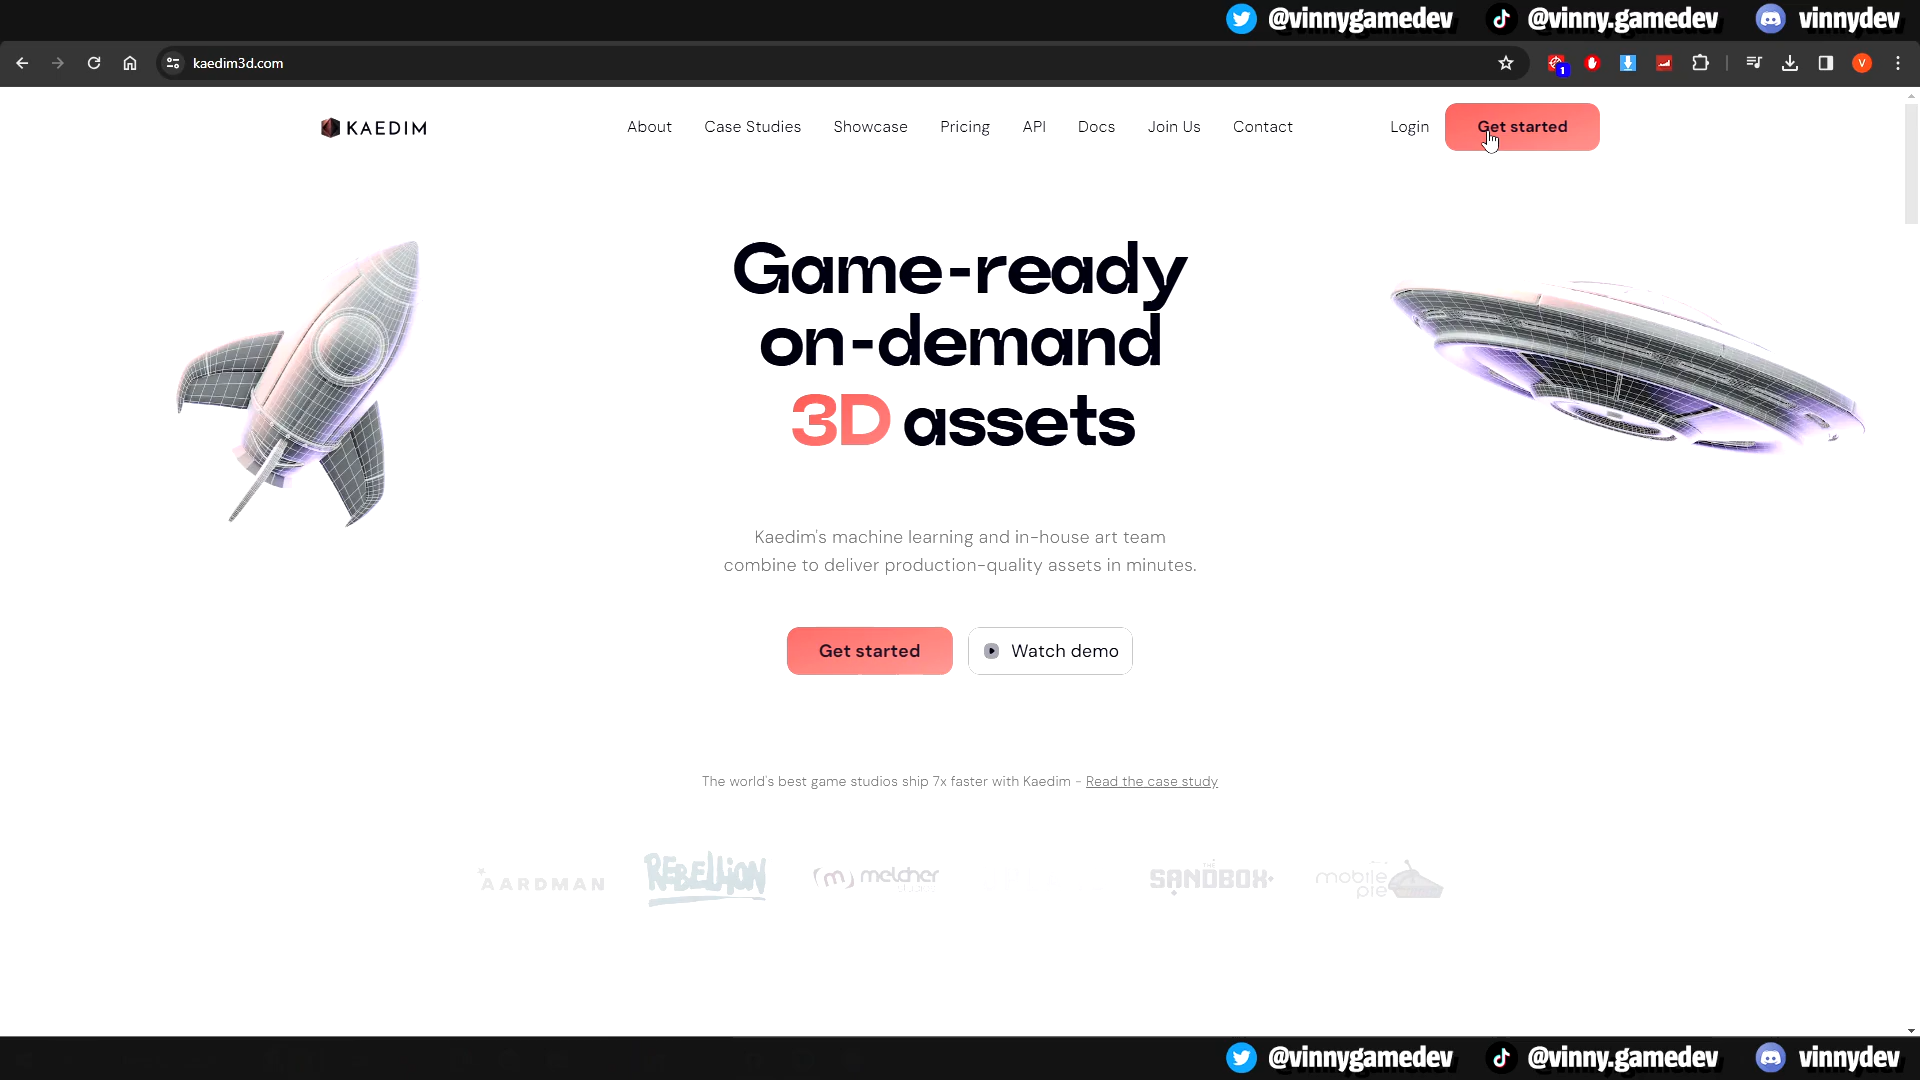 @vinnygamedev @vinny.gamedev vinnydev
kaedim3d.com
1
V
KAEDIM
About Case Studies Showcase Pricing API Docs Join Us Contact Login Get started
Game-ready
on-demand
3D assets
Kaedim's machine learning and in-house art team
combine to deliver production-quality assets in minutes.
Get started Watch demo
The world's best game studios ship 7x faster with Kaedim - Read the case study
AARDMAN REBELLION melcher studios THE SANDBOX mobile pie
@vinnygamedev @vinny.gamedev vinnydev